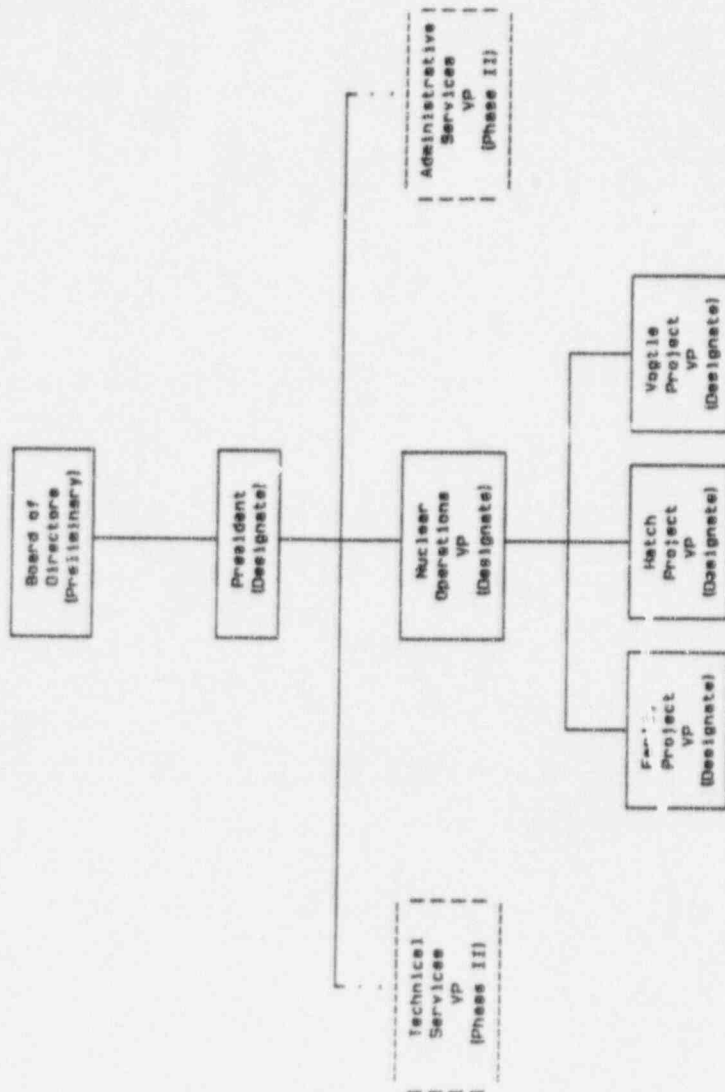 Board of
Directors
(Preliminary)
President
(Designate)
Technical
Services
VP
(Phase II)
Nuclear
Operations
VP
(Designate)
Administrative
Services
VP
(Phase II)
Project
VP
(Designate)
Hatch
Project
VP
(Designate)
Vogtle
Project
VP
(Designate)